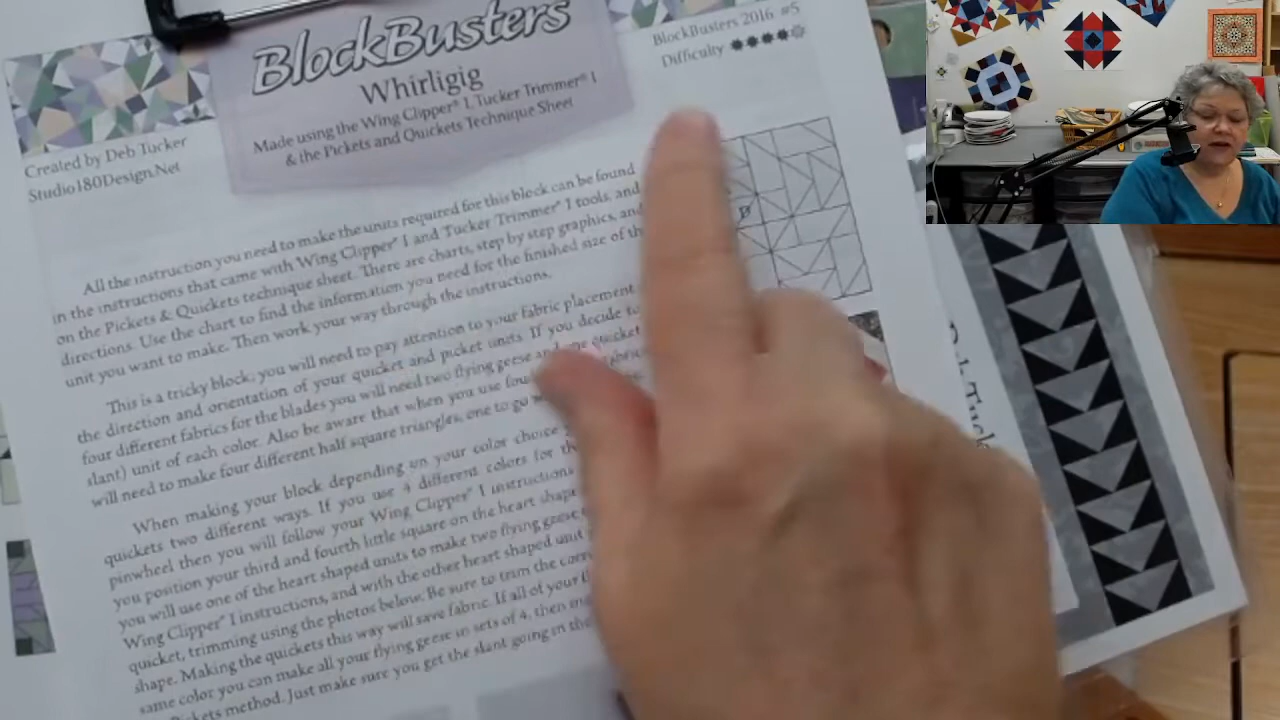 BlockBusters
Whirligig
Made using the Wing Clipper® I, Tucker Trimmer® I
& the Pickets and Quickets Technique Sheet
BlockBusters 2016 #5
Difficulty
Created by Deb Tucker
Studio180Design.Net
All the instruction you need to make the units required for this block can be found
in the instructions that came with Wing Clipper® I and Tucker Trimmer® I tools, and
on the Pickets & Quickets technique sheet. There are charts, step by step graphics, and
directions. Use the chart to find the information you need for the finished size of the
unit you want to make. Then work your way through the instructions.
This is a tricky block; you will need to pay attention to your fabric placement
the direction and orientation of your quicket and picket units. If you decide to
four different fabrics for the blades you will need two flying geese and one quicket
slant) unit of each color. Also be aware that when you use four
will need to make four different half square triangles, one to go
When making your block depending on your color choice
quickets two different ways. If you use 4 different colors for the
pinwheel then you will follow your Wing Clipper® I instructions
you position your third and fourth little square on the heart shape
you will use one of the heart shaped units to make two flying geese
Wing Clipper® I instructions, and with the other heart shaped unit
quicket, trimming using the photos below. Be sure to trim the
shape. Making the quickets this way will save fabric. If all of your
same color you can make all your flying geese in sets of 4, then
Pickets method. Just make sure you get the slant going in the